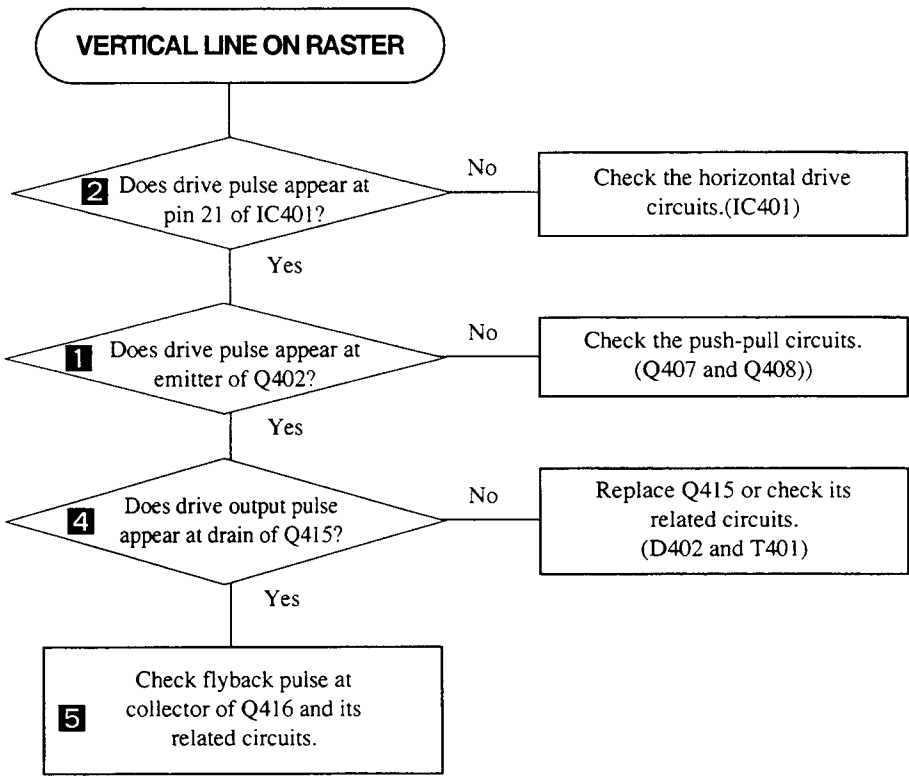 VERTICAL LINE ON RASTER
2 Does drive pulse appear at
pin 21 of IC401?
No
Check the horizontal drive
circuits.(IC401)
Yes
1 Does drive pulse appear at
emitter of Q402?
No
Check the push-pull circuits.
(Q407 and Q408))
Yes
4 Does drive output pulse
appear at drain of Q415?
No
Replace Q415 or check its
related circuits.
(D402 and T401)
Yes
5 Check flyback pulse at
collector of Q416 and its
related circuits.